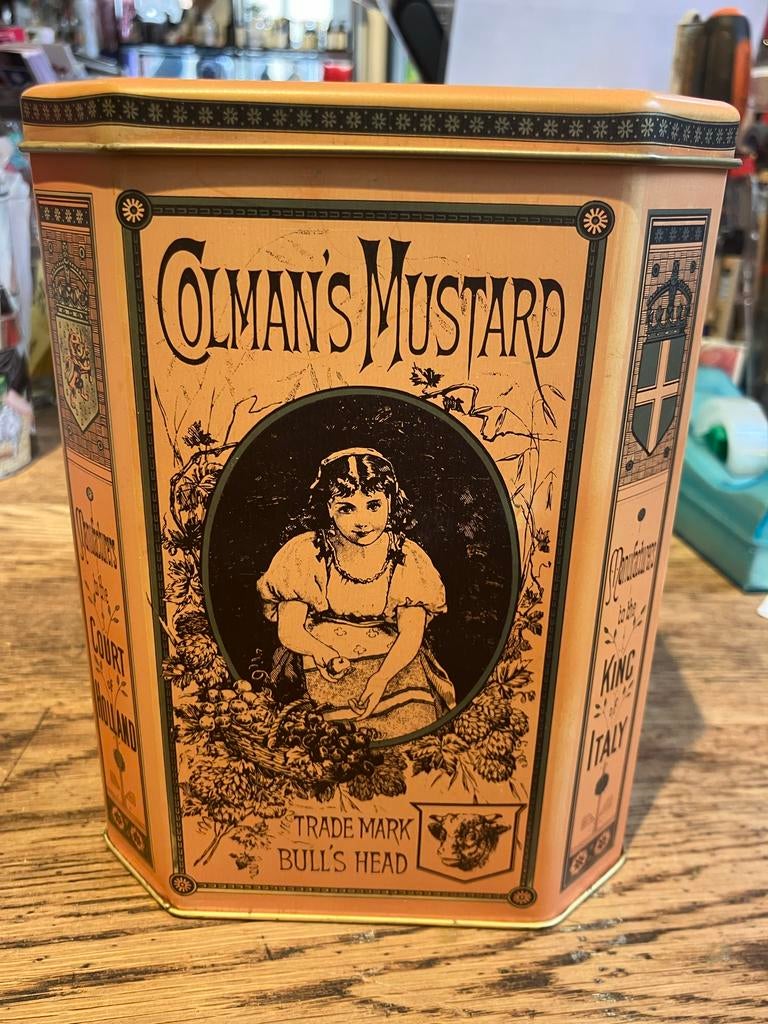 COLMAN'S MUSTARD
TRADE MARK
BULL'S HEAD
Manufacturers
to the
COURT
of
HOLLAND
Manufacturers
to the
KING
of
ITALY